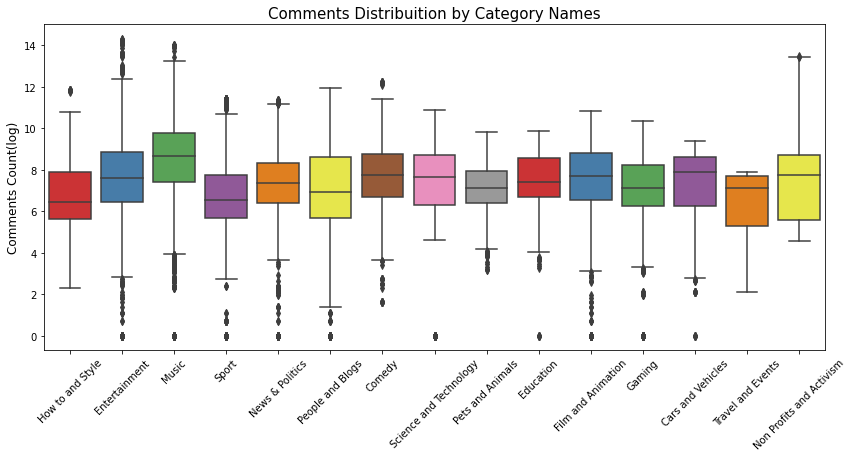 Comments Distribuition by Category Names
Comments Count(log)
14
12
10
8
6
4
2
0
How to and Style
Entertainment
Music
Sport
News & Politics
People and Blogs
Comedy
Science and Technology
Pets and Animals
Education
Film and Animation
Gaming
Cars and Vehicles
Travel and Events
Non Profits and Activism